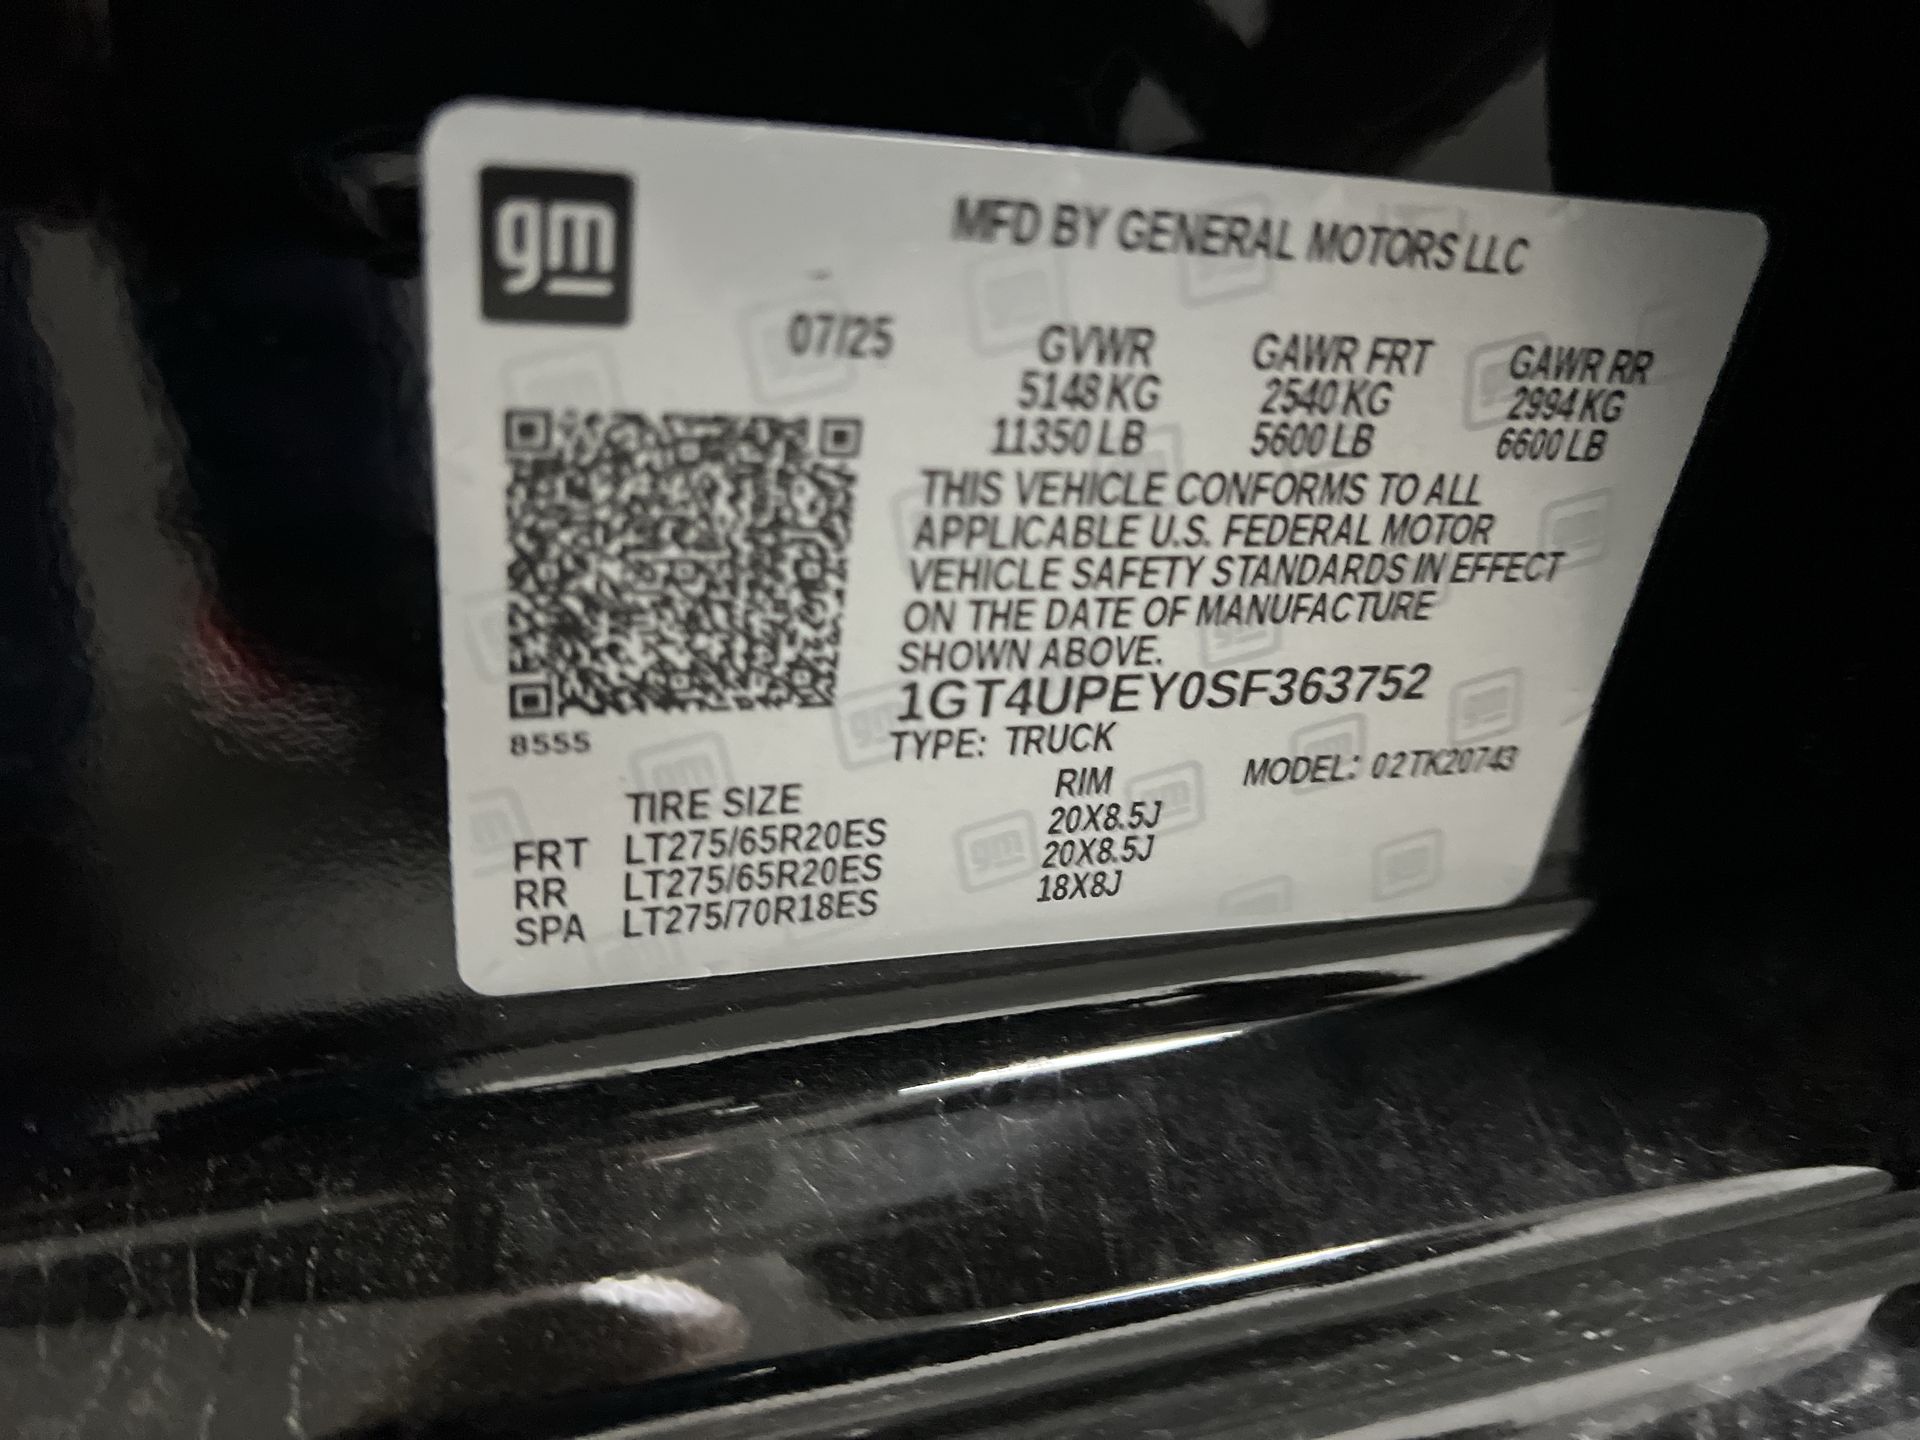 gm
MFD BY GENERAL MOTORS LLC
07/25
GVWR GAWR FRT GAWR RR
5148 KG 2540 KG 2994 KG
11350 LB 5600 LB 6600 LB
THIS VEHICLE CONFORMS TO ALL
APPLICABLE U.S. FEDERAL MOTOR
VEHICLE SAFETY STANDARDS IN EFFECT
ON THE DATE OF MANUFACTURE
SHOWN ABOVE.
1GT4UPEY0SF363752
8555
TYPE: TRUCK MODEL: 02TK20743
TIRE SIZE RIM
FRT LT275/65R20ES 20X8.5J
RR LT275/65R20ES 20X8.5J
SPA LT275/70R18ES 18X8J